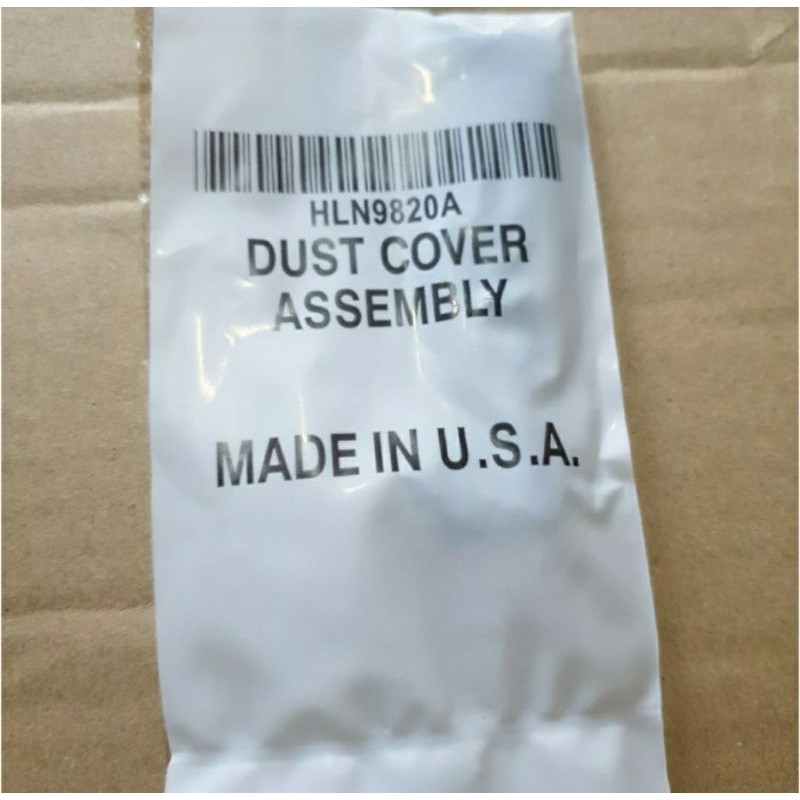 HLN9820A
DUST COVER
ASSEMBLY
MADE IN U.S.A.